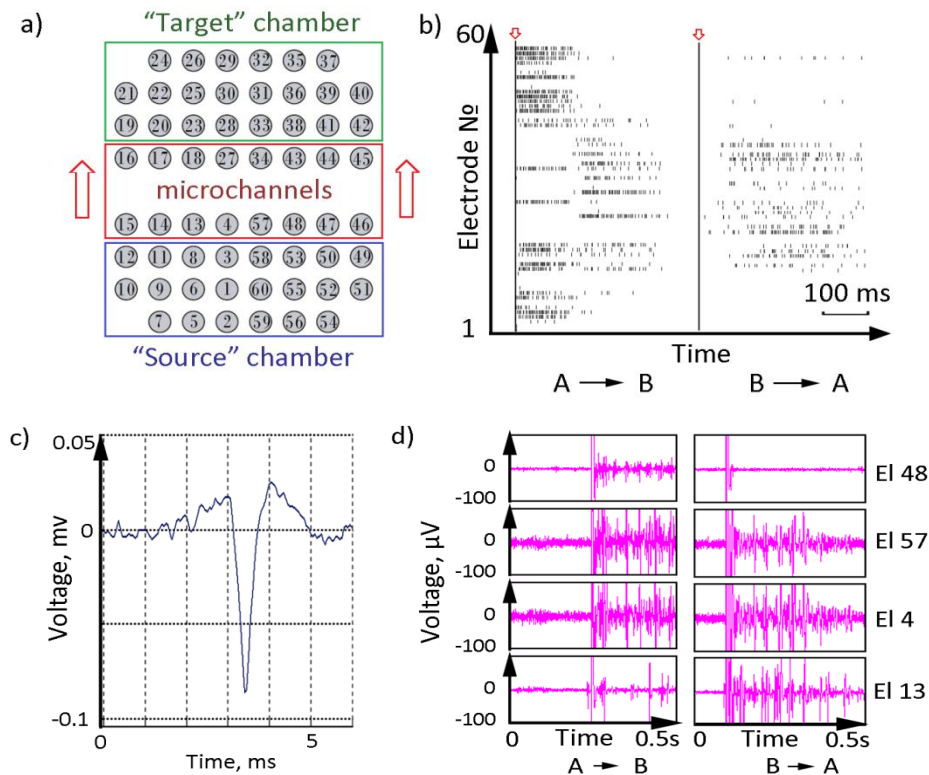 a)
"Target" chamber
24 26 29 32 35 37
21 22 25 30 31 36 39 40
19 20 23 28 33 38 41 42
16 17 18 27 34 43 44 45
microchannels
15 14 13 4 57 48 47 46
12 11 8 3 58 53 50 49
10 9 6 1 60 55 52 51
7 5 2 59 56 54
"Source" chamber
b)
60
Electrode №
1
100 ms
Time
A B
B A
c)
0.05
0
-0.1
Voltage, mv
0 5
Time, ms
d)
Voltage, µV
0
-100
El 48
0
-100
El 57
0
-100
El 4
0
-100
El 13
0 Time 0.5s
A B
0 Time 0.5s
B A